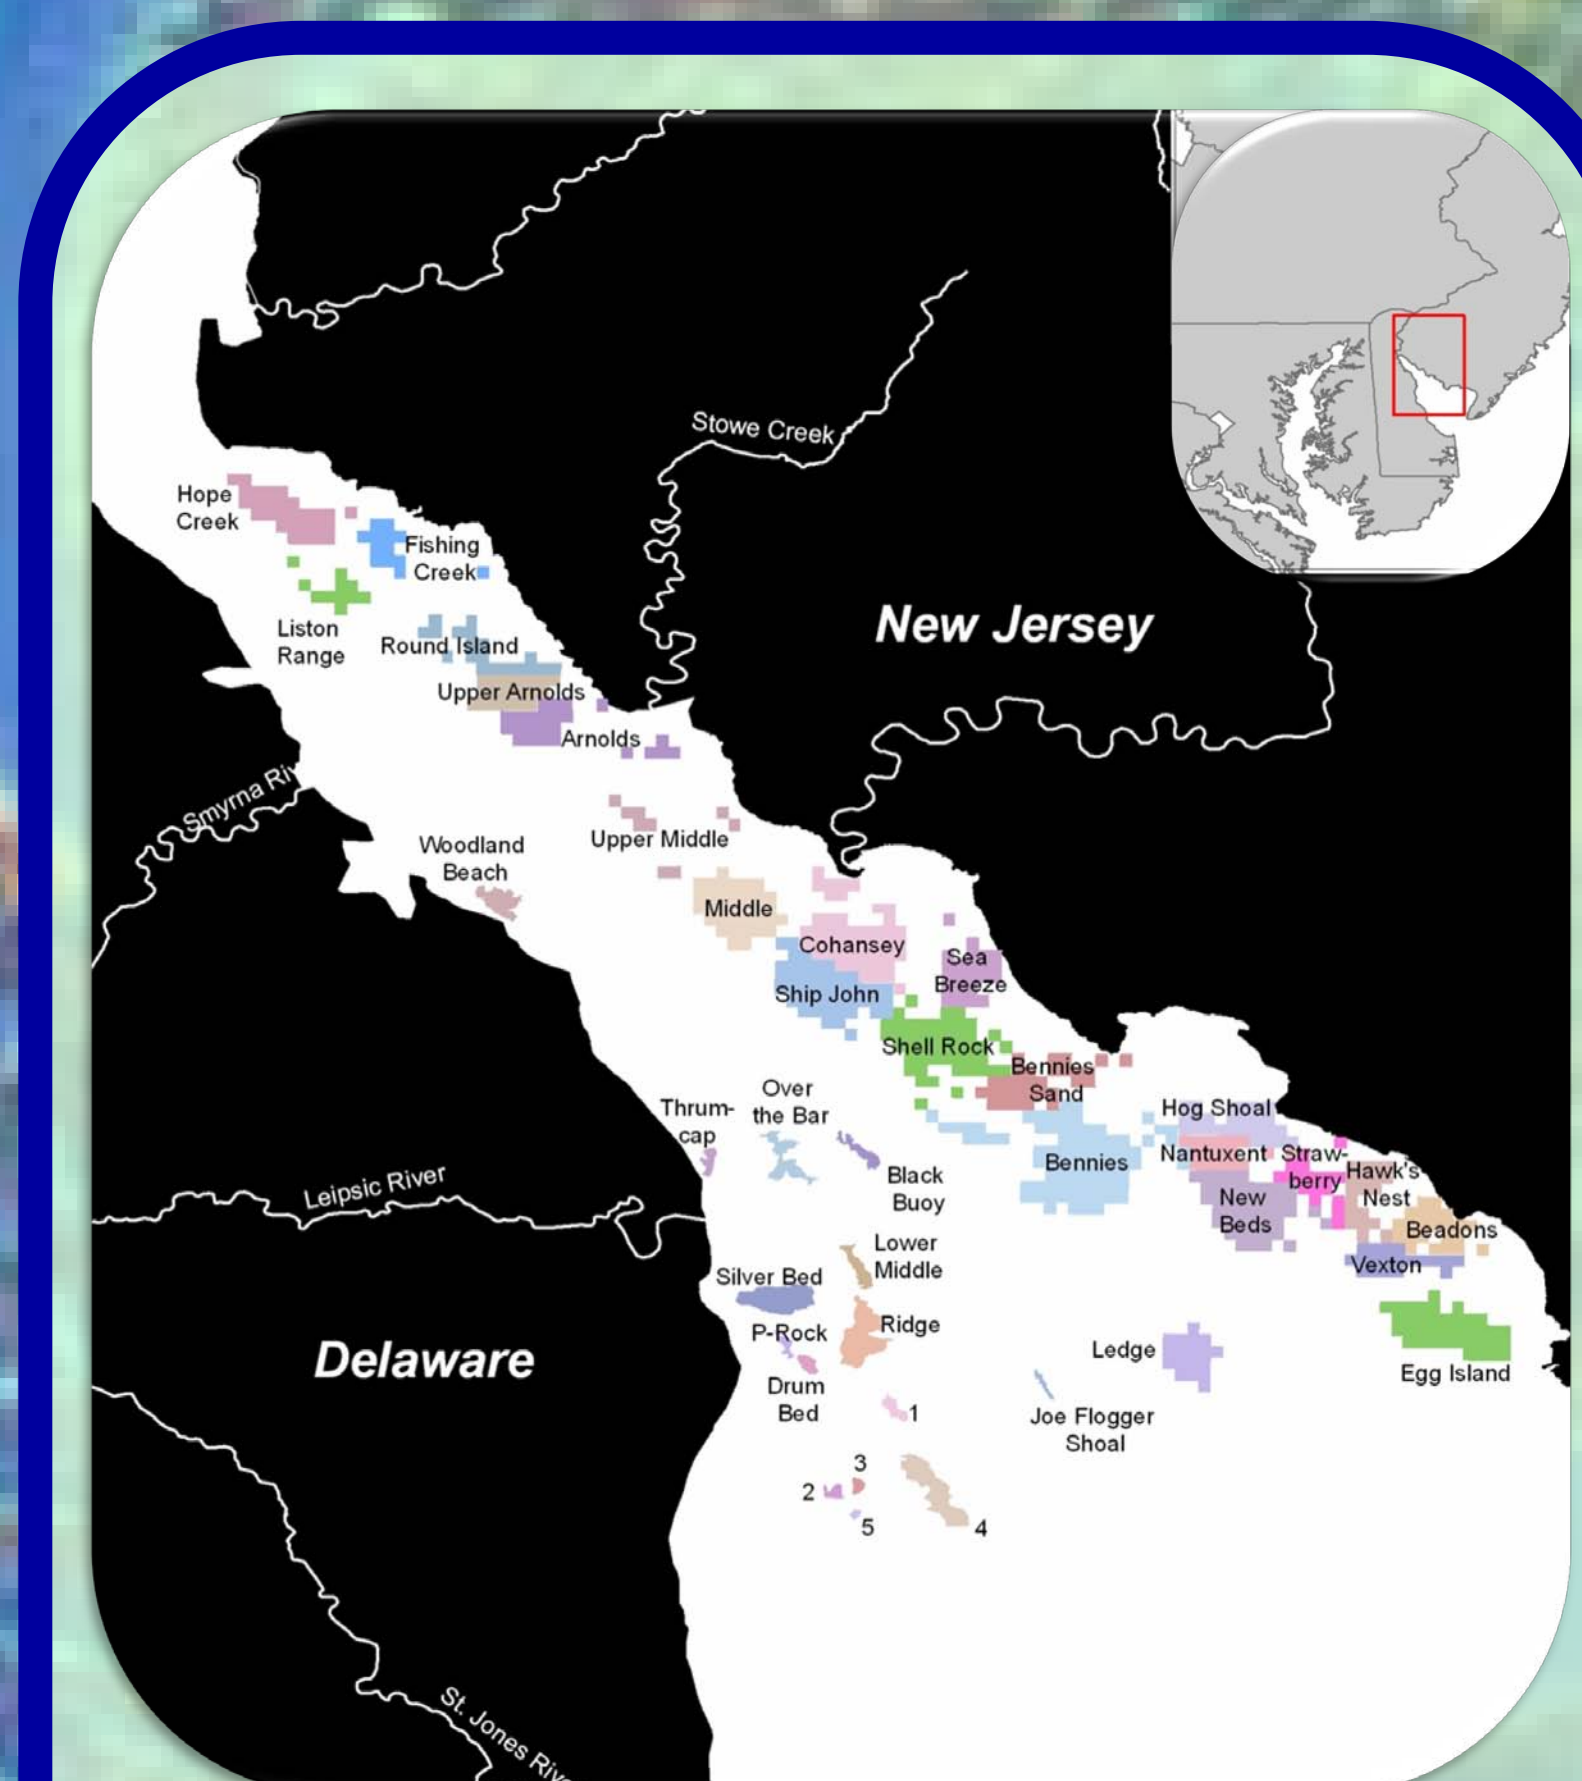 Stowe Creek
Hope
Creek
Fishing
Creek
New Jersey
Liston
Range
Round Island
Upper Arnolds
Arnolds
Smyrna Riv
Woodland
Beach
Upper Middle
Middle
Cohansey
Sea
Breeze
Ship John
Shell Rock
Bennies
Sand
Over
the Bar
Thrum-
cap
Hog Shoal
Nantuxent
Straw-
berry
Hawk's
Nest
Bennies
Black
Buoy
New
Beds
Beadons
Leipsic River
Lower
Middle
Vexton
Silver Bed
P-Rock
Ridge
Delaware
Ledge
Egg Island
Drum
Bed
1
Joe Flogger
Shoal
3
2
5
4
St. Jones Rive